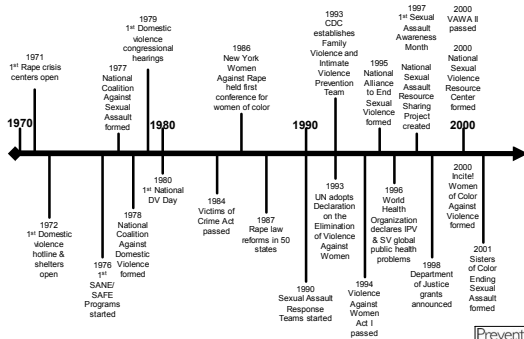 1971
1st Rape crisis
centers open
1977
National
Coalition
Against
Sexual
Assault
formed
1979
1st Domestic
violence
congressional
hearings
1986
New York
Women
Against Rape
held first
conference for
women of color
1993
CDC
establishes
Family
Violence and
Intimate
Violence
Prevention
Team
1995
National
Alliance
to End
Sexual
Violence
formed
1997
1st Sexual
Assault
Awareness
Month
National
Sexual
Assault
Resource
Sharing
Project
created
2000
VAWA II
passed
2000
National
Sexual
Violence
Resource
Center
formed
1970
1980
1990
2000
1972
1st Domestic
violence
hotline &
shelters
open
1976
1st
SANE/
SAFE
Programs
started
1978
National
Coalition
Against
Domestic
Violence
formed
1980
1st National
DV Day
1984
Victims of
Crime Act
passed
1987
Rape law
reforms in 50
states
1990
Sexual Assault
Response
Teams started
1993
UN adopts
Declaration
on the
Elimination of
Violence
Against
Women
1994
Violence
Against
Women
Act I
passed
1996
World
Health
Organization
declares IPV
& SV global
public health
problems
1998
Department
of Justice
grants
announced
2000
Incite!
Women of
Color
Against
Violence
formed
2001
Sisters
of Color
Ending
Sexual
Assault
formed
Prevent